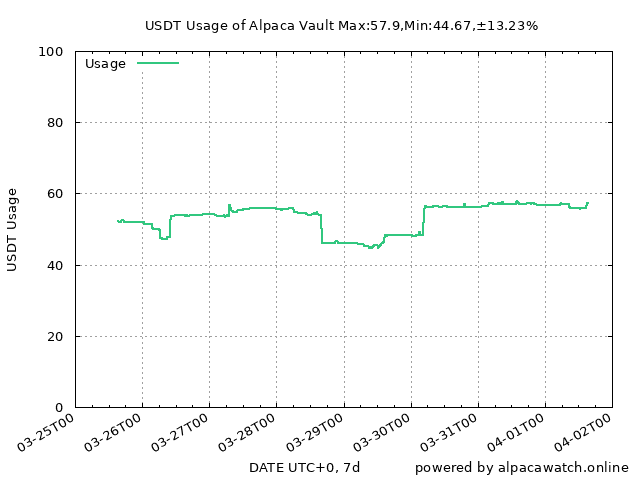 USDT Usage of Alpaca Vault Max:57.9,Min:44.67,±13.23%
100
Usage
80
60
USDT Usage
40
20
0
03-25T00 03-26T00 03-27T00 03-28T00 03-29T00 03-30T00 03-31T00 04-01T00 04-02T00
DATE UTC+0, 7d powered by alpacawatch.online